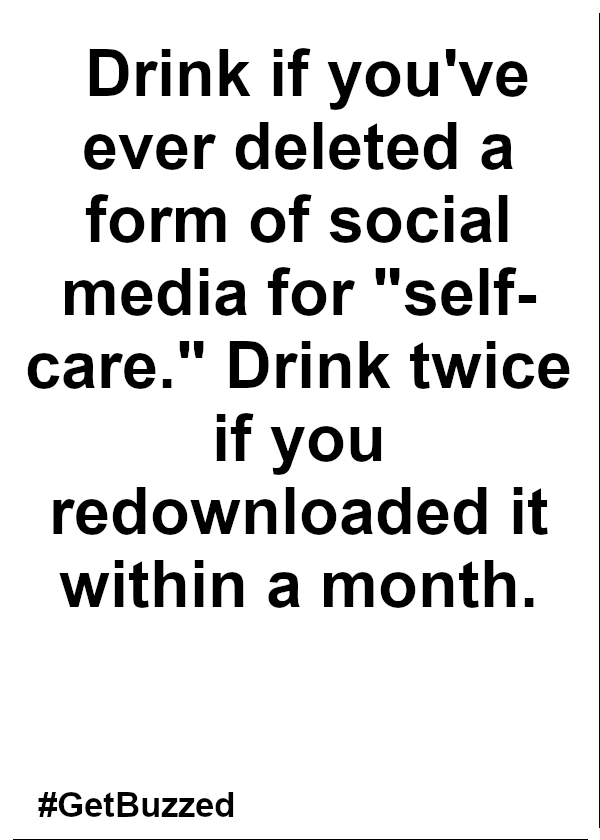 Drink if you've
ever deleted a
form of social
media for "self-
care." Drink twice
if you
redownloaded it
within a month.
#GetBuzzed